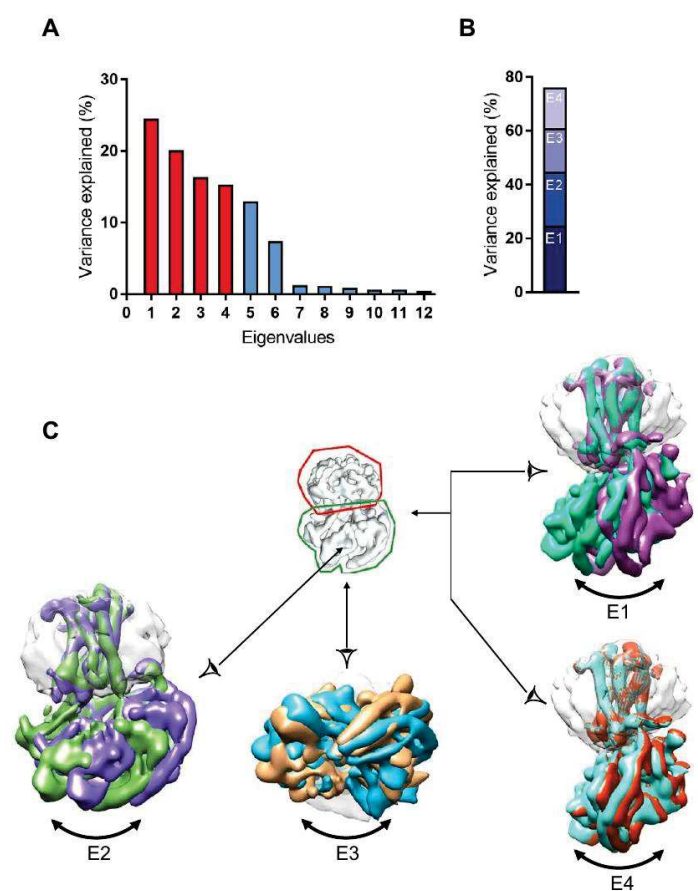 A
Variance explained (%)
30
20
10
0
0 1 2 3 4 5 6 7 8 9 10 11 12
Eigenvalues
B
Variance explained (%)
80
60
40
20
0
E4
E3
E2
E1
C
E1
E2
E3
E4